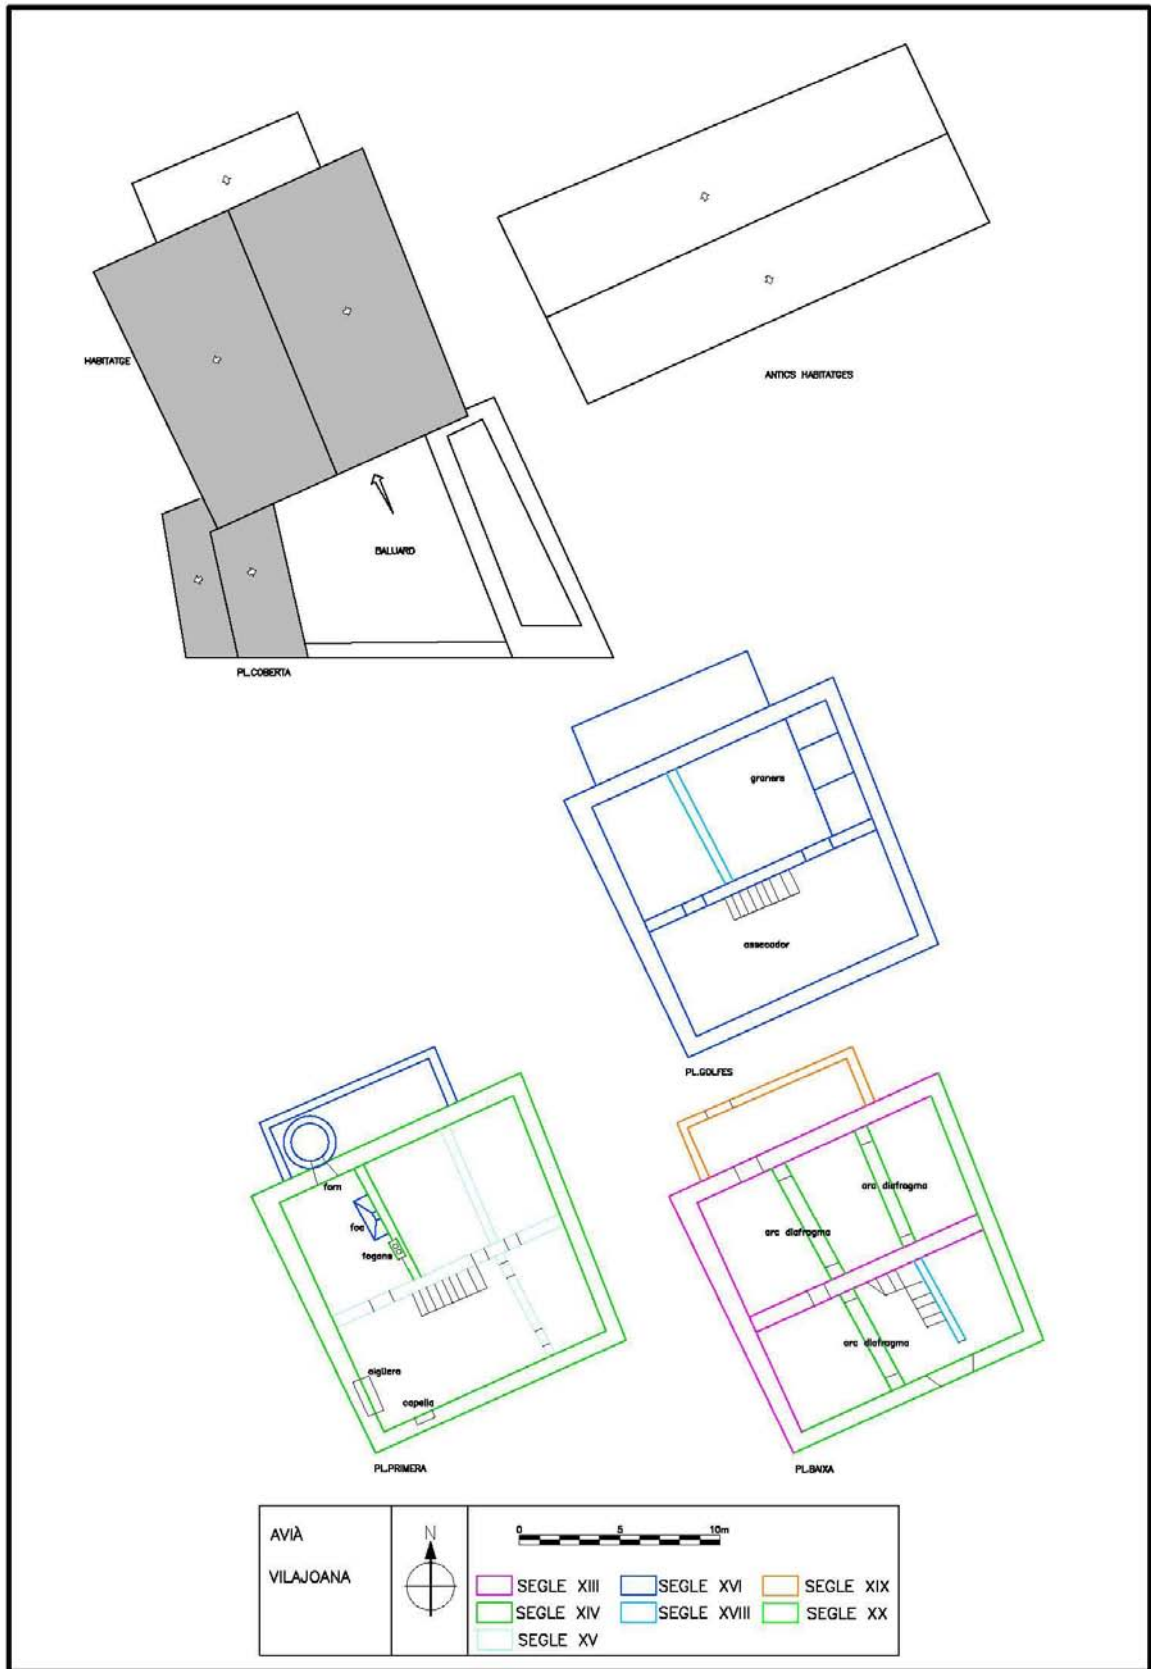 HABITATGE
ANTICS HABITATGES
BALUARD
PL.COBERTA
graners
assecador
PL.GOLFES
forn
foc
fogons
aigüera
capella
PL.PRIMERA
arc diafragma
arc diafragma
arc diafragma
PL.BAIXA
AVIÀ
VILAJOANA
N
0 5 10m
SEGLE XIII SEGLE XVI SEGLE XIX
SEGLE XIV SEGLE XVIII SEGLE XX
SEGLE XV